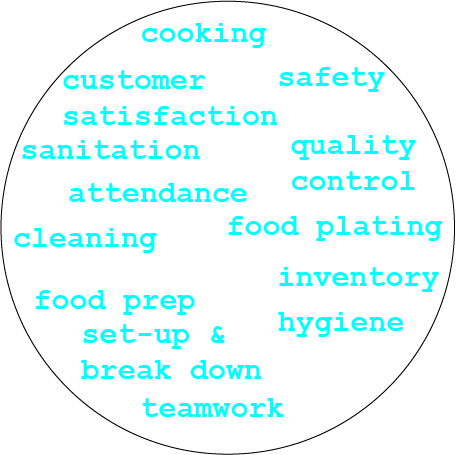 cooking
customer
satisfaction
safety
sanitation
quality
control
attendance
food plating
cleaning
inventory
food prep
hygiene
set-up &
break down
teamwork